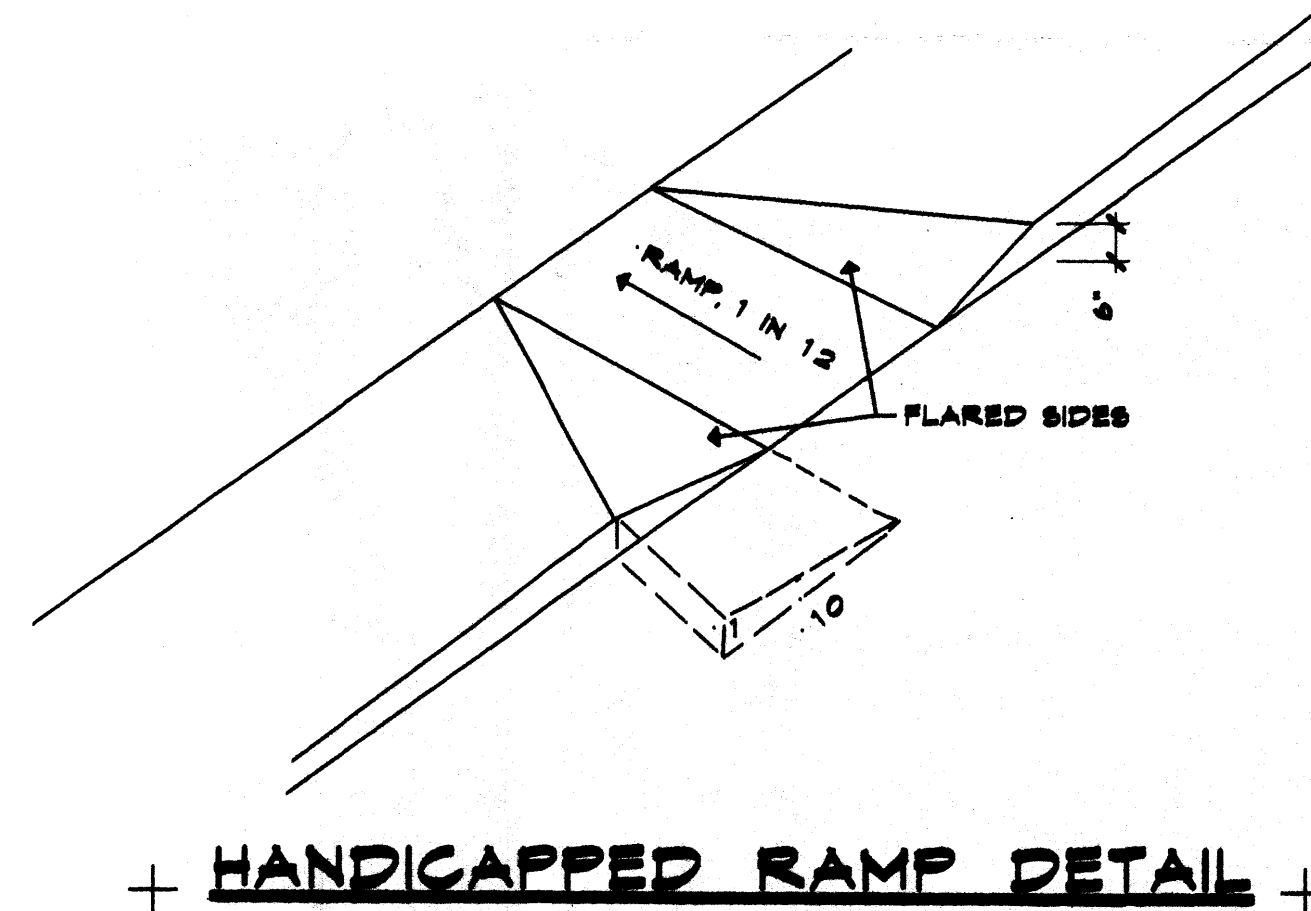 RAMP, 1 IN 12
6"
FLARED SIDES
1
10
HANDICAPPED RAMP DETAIL